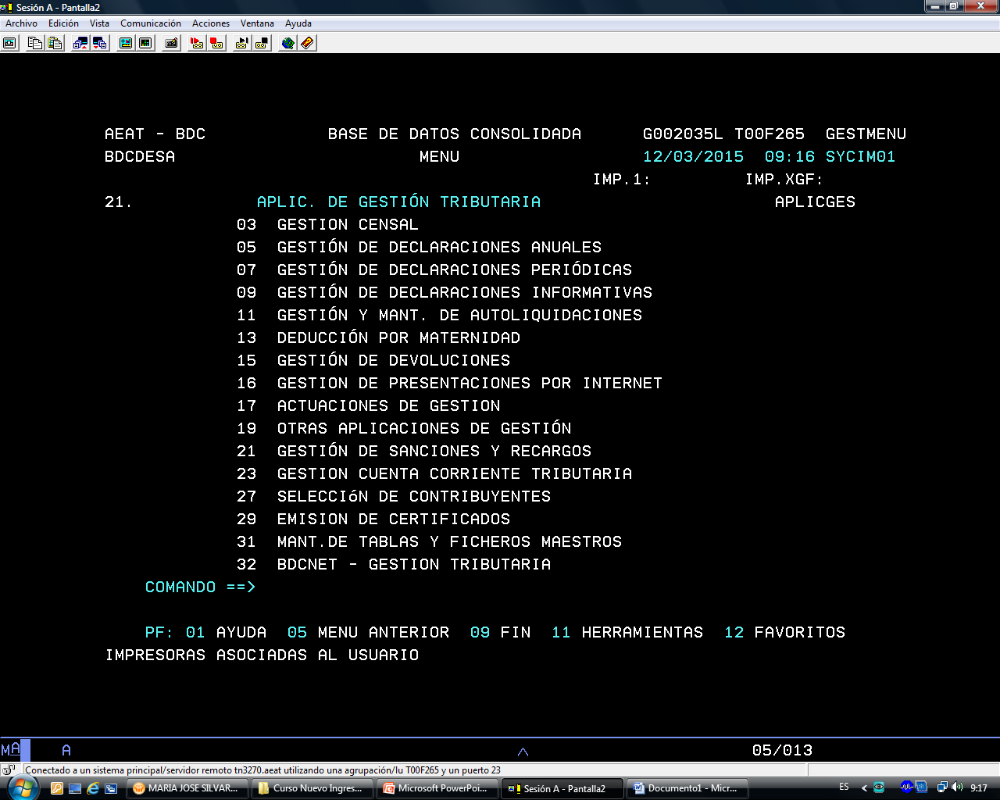 Sesión A - Pantalla2
Archivo Edición Vista Comunicación Acciones Ventana Ayuda
AEAT - BDC BASE DE DATOS CONSOLIDADA G002035L T00F265 GESTMENU
BDCDESA MENU 12/03/2015 09:16 SYCIM01
IMP.1: IMP.XGF:
21. APLIC. DE GESTIÓN TRIBUTARIA APLICGES
03 GESTION CENSAL
05 GESTIÓN DE DECLARACIONES ANUALES
07 GESTIÓN DE DECLARACIONES PERIÓDICAS
09 GESTIÓN DE DECLARACIONES INFORMATIVAS
11 GESTIÓN Y MANT. DE AUTOLIQUIDACIONES
13 DEDUCCIÓN POR MATERNIDAD
15 GESTIÓN DE DEVOLUCIONES
16 GESTION DE PRESENTACIONES POR INTERNET
17 ACTUACIONES DE GESTION
19 OTRAS APLICACIONES DE GESTIÓN
21 GESTIÓN DE SANCIONES Y RECARGOS
23 GESTION CUENTA CORRIENTE TRIBUTARIA
27 SELECCIóN DE CONTRIBUYENTES
29 EMISION DE CERTIFICADOS
31 MANT.DE TABLAS Y FICHEROS MAESTROS
32 BDCNET - GESTION TRIBUTARIA
COMANDO ==>
PF: 01 AYUDA 05 MENU ANTERIOR 09 FIN 11 HERRAMIENTAS 12 FAVORITOS
IMPRESORAS ASOCIADAS AL USUARIO
MA A 05/013
Conectado a un sistema principal/servidor remoto tn3270.aeat utilizando una agrupación/lu T00F265 y un puerto 23
MARIA JOSE SILVAR... Curso Nuevo Ingres... Microsoft PowerPoi... Sesión A - Pantalla2 Documento1 - Micr... ES 9:17